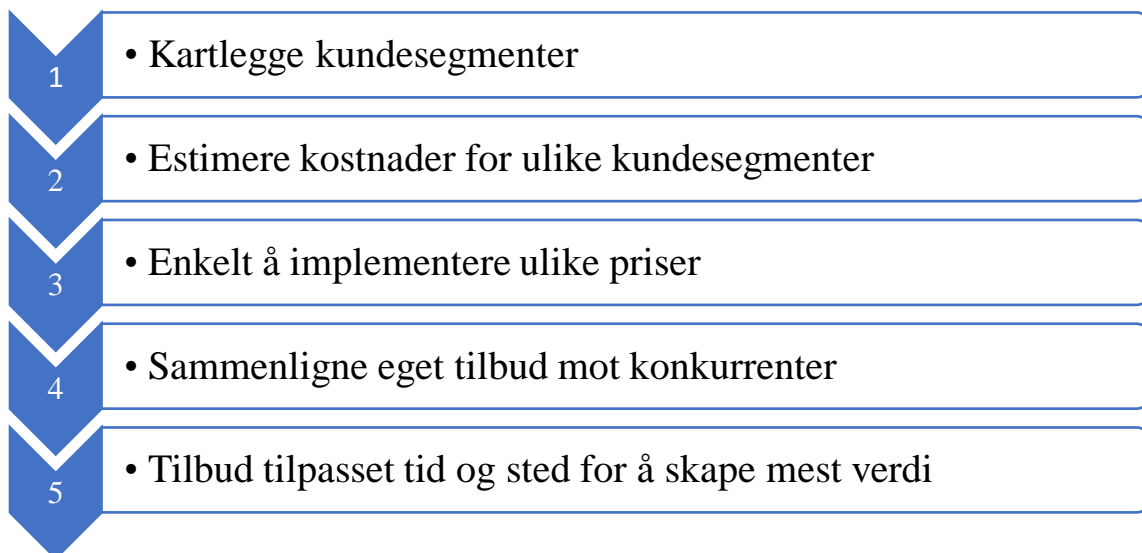 1 • Kartlegge kundesegmenter
2 • Estimere kostnader for ulike kundesegmenter
3 • Enkelt å implementere ulike priser
4 • Sammenligne eget tilbud mot konkurrenter
5 • Tilbud tilpasset tid og sted for å skape mest verdi